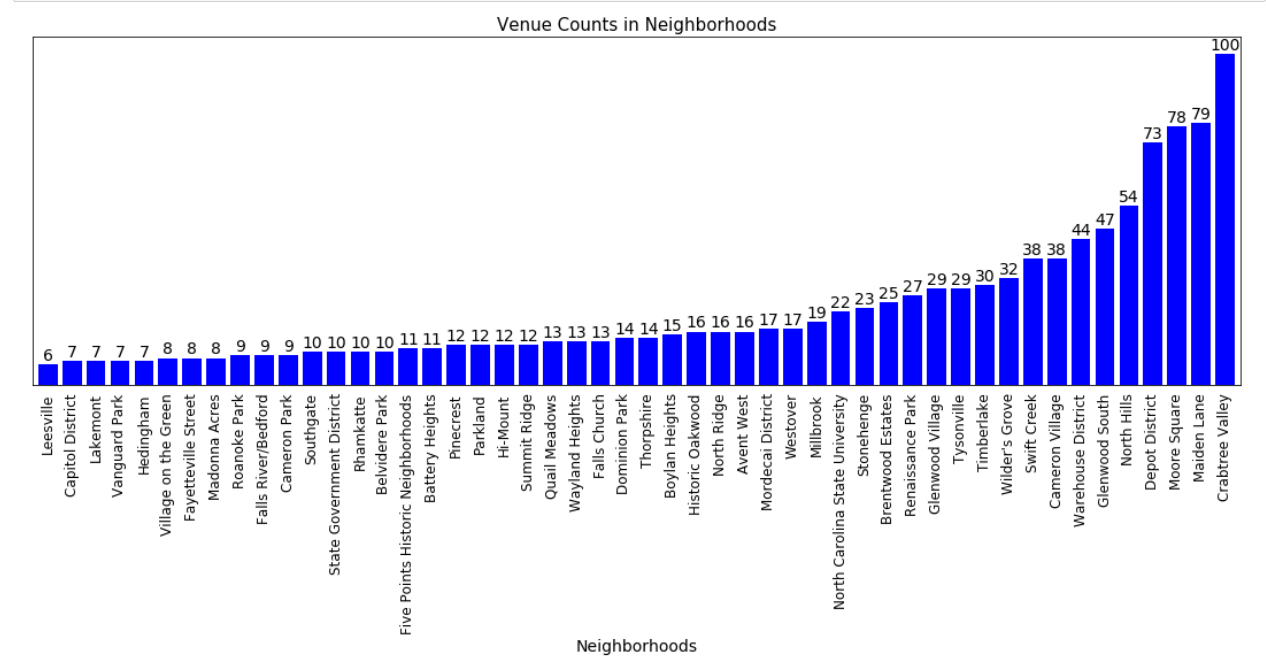 Venue Counts in Neighborhoods
6 7 7 7 7 8 8 8 9 9 9 10 10 10 10 11 11 12 12 12 12 13 13 13 14 14 15 16 16 16 17 17 19 22 23 25 27 29 29 30 32 38 38 44 47 54 73 78 79 100
Leesville
Capitol District
Lakemont
Vanguard Park
Hedingham
Village on the Green
Fayetteville Street
Madonna Acres
Roanoke Park
Falls River/Bedford
Cameron Park
Southgate
State Government District
Rhamkatte
Belvidere Park
Five Points Historic Neighborhoods
Battery Heights
Pinecrest
Parkland
Hi-Mount
Summit Ridge
Quail Meadows
Wayland Heights
Falls Church
Dominion Park
Thorpshire
Boylan Heights
Historic Oakwood
North Ridge
Avent West
Mordecai District
Westover
Millbrook
North Carolina State University
Stonehenge
Brentwood Estates
Renaissance Park
Glenwood Village
Tysonville
Timberlake
Wilder's Grove
Swift Creek
Cameron Village
Warehouse District
Glenwood South
North Hills
Depot District
Moore Square
Maiden Lane
Crabtree Valley
Neighborhoods